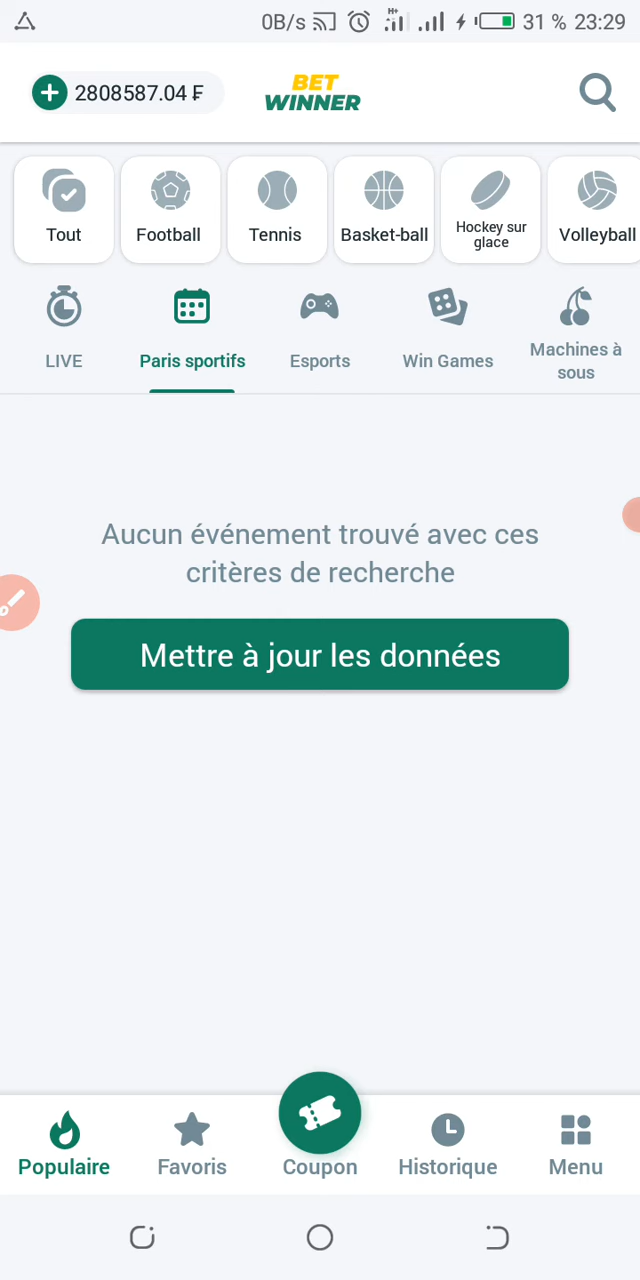 0B/s H+ 31 % 23:29
2808587.04 ₣
BET
WINNER
Tout
Football
Tennis
Basket-ball
Hockey sur
glace
Volleyball
LIVE
Paris sportifs
Esports
Win Games
Machines à
sous
Aucun événement trouvé avec ces
critères de recherche
Mettre à jour les données
Populaire
Favoris
Coupon
Historique
Menu